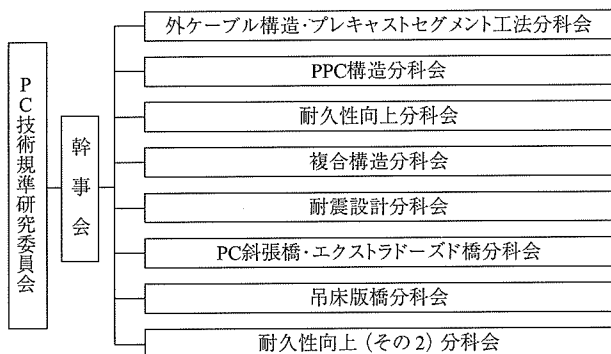 PC技術規準研究委員会
幹事会
外ケーブル構造・プレキャストセグメント工法分科会
PPC構造分科会
耐久性向上分科会
複合構造分科会
耐震設計分科会
PC斜張橋・エクストラドーズド橋分科会
吊床版橋分科会
耐久性向上(その2)分科会